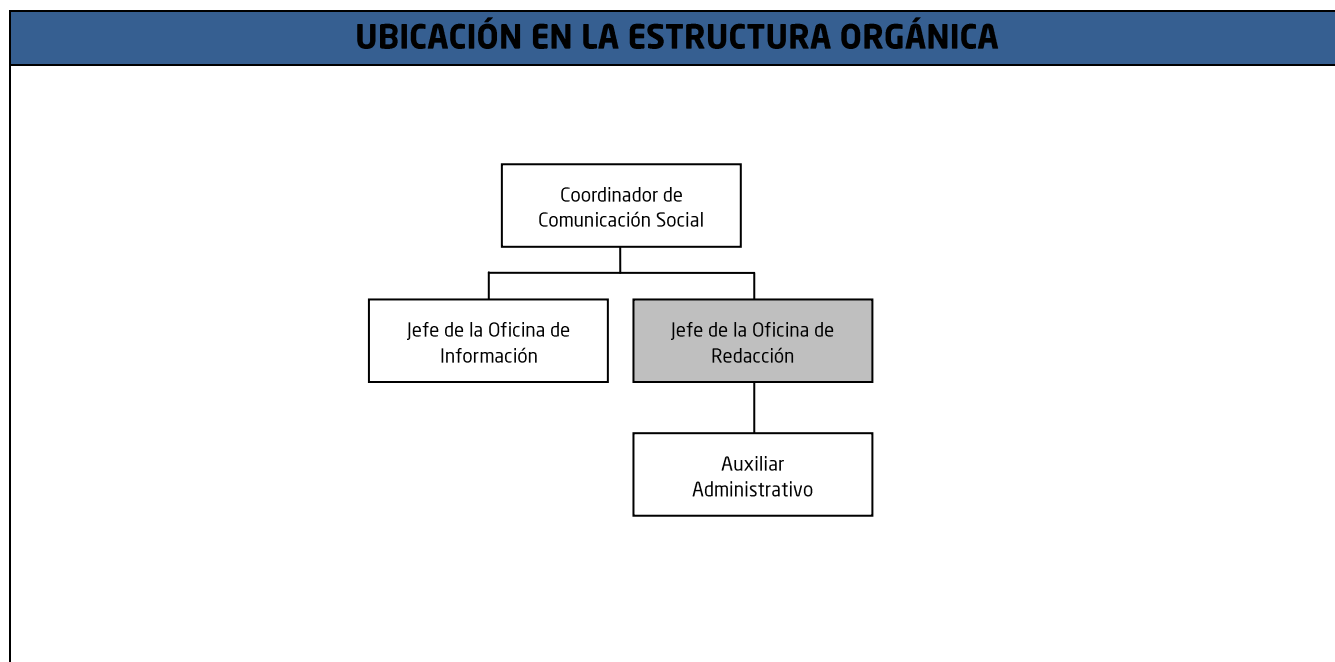 UBICACIÓN EN LA ESTRUCTURA ORGÁNICA
Coordinador de
Comunicación Social
Jefe de la Oficina de
Información
Jefe de la Oficina de
Redacción
Auxiliar
Administrativo